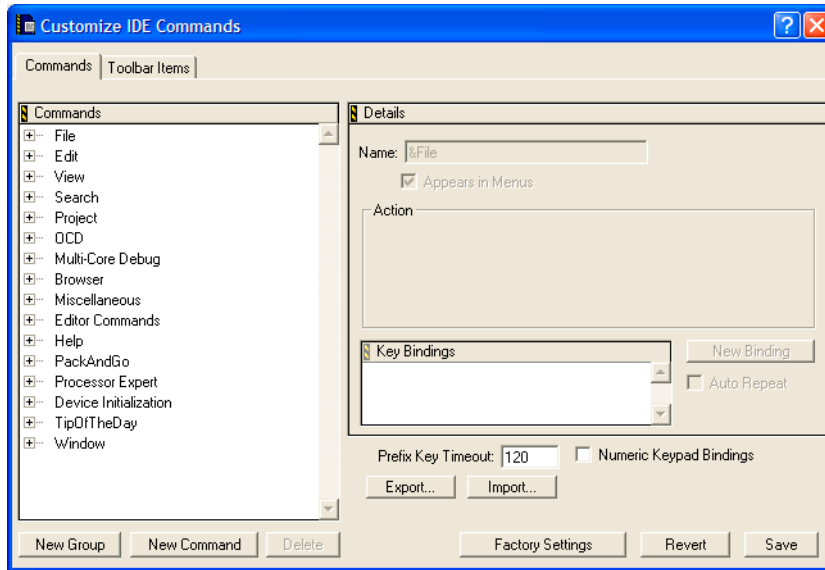 Customize IDE Commands
Commands
Toolbar Items
Commands
File
Edit
View
Search
Project
OCD
Multi-Core Debug
Browser
Miscellaneous
Editor Commands
Help
PackAndGo
Processor Expert
Device Initialization
TipOfTheDay
Window
New Group
New Command
Delete
Details
Name: &File
Appears in Menus
Action
Key Bindings
New Binding
Auto Repeat
Prefix Key Timeout: 120
Numeric Keypad Bindings
Export...
Import...
Factory Settings
Revert
Save